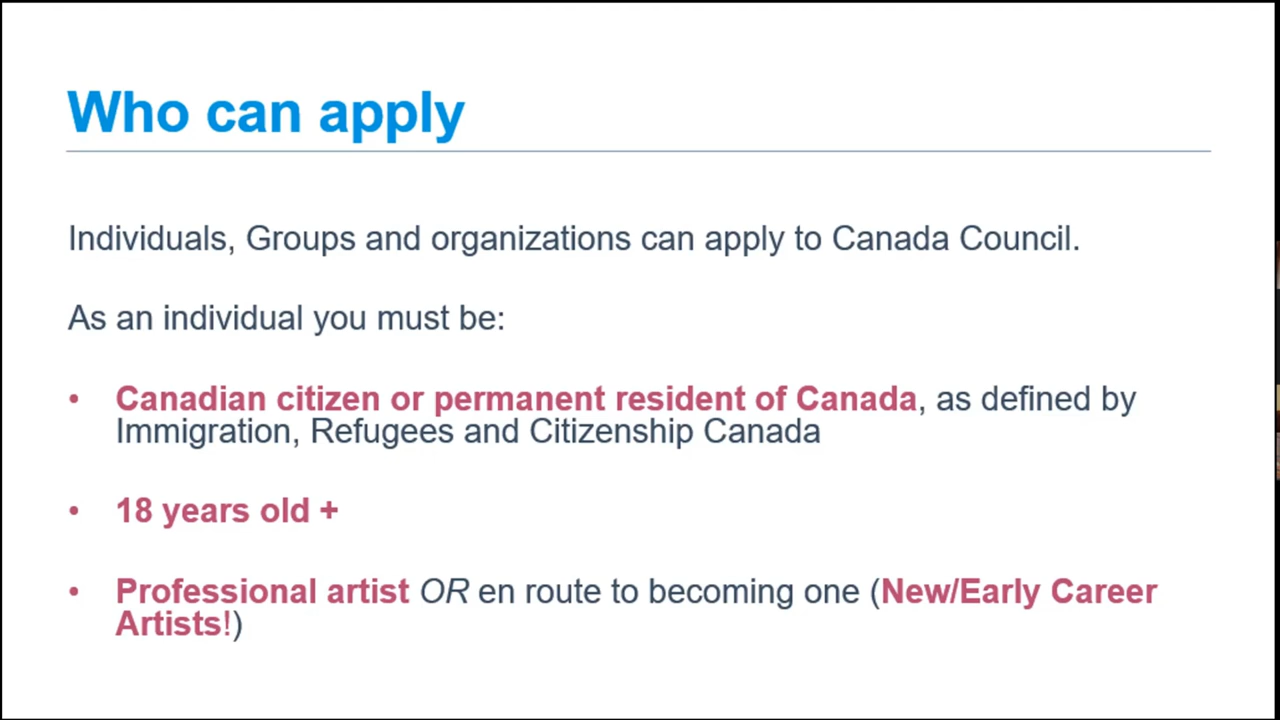 Who can apply
Individuals, Groups and organizations can apply to Canada Council.
As an individual you must be:
• Canadian citizen or permanent resident of Canada, as defined by
Immigration, Refugees and Citizenship Canada
• 18 years old +
• Professional artist OR en route to becoming one (New/Early Career
Artists!)